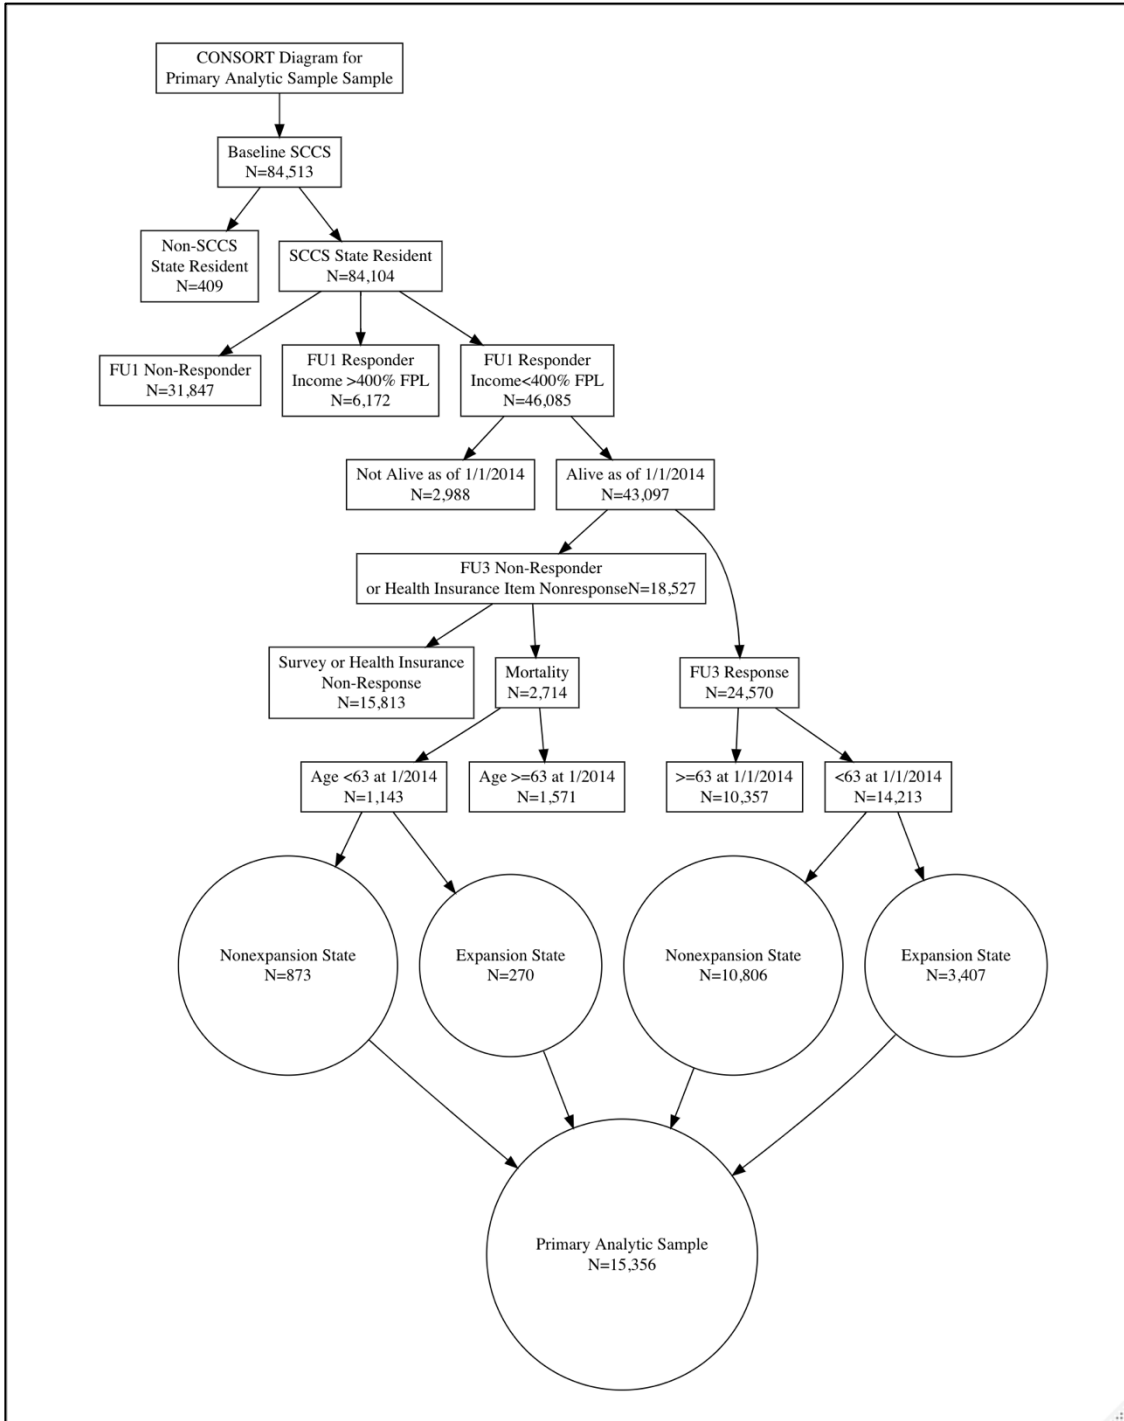 CONSORT Diagram for
Primary Analytic Sample Sample
Baseline SCCS
N=84,513
Non-SCCS
State Resident
N=409
SCCS State Resident
N=84,104
FU1 Non-Responder
N=31,847
FU1 Responder
Income >400% FPL
N=6,172
FU1 Responder
Income<400% FPL
N=46,085
Not Alive as of 1/1/2014
N=2,988
Alive as of 1/1/2014
N=43,097
FU3 Non-Responder
or Health Insurance Item NonresponseN=18,527
Survey or Health Insurance
Non-Response
N=15,813
Mortality
N=2,714
FU3 Response
N=24,570
Age <63 at 1/2014
N=1,143
Age >=63 at 1/2014
N=1,571
>=63 at 1/1/2014
N=10,357
<63 at 1/1/2014
N=14,213
Nonexpansion State
N=873
Expansion State
N=270
Nonexpansion State
N=10,806
Expansion State
N=3,407
Primary Analytic Sample
N=15,356